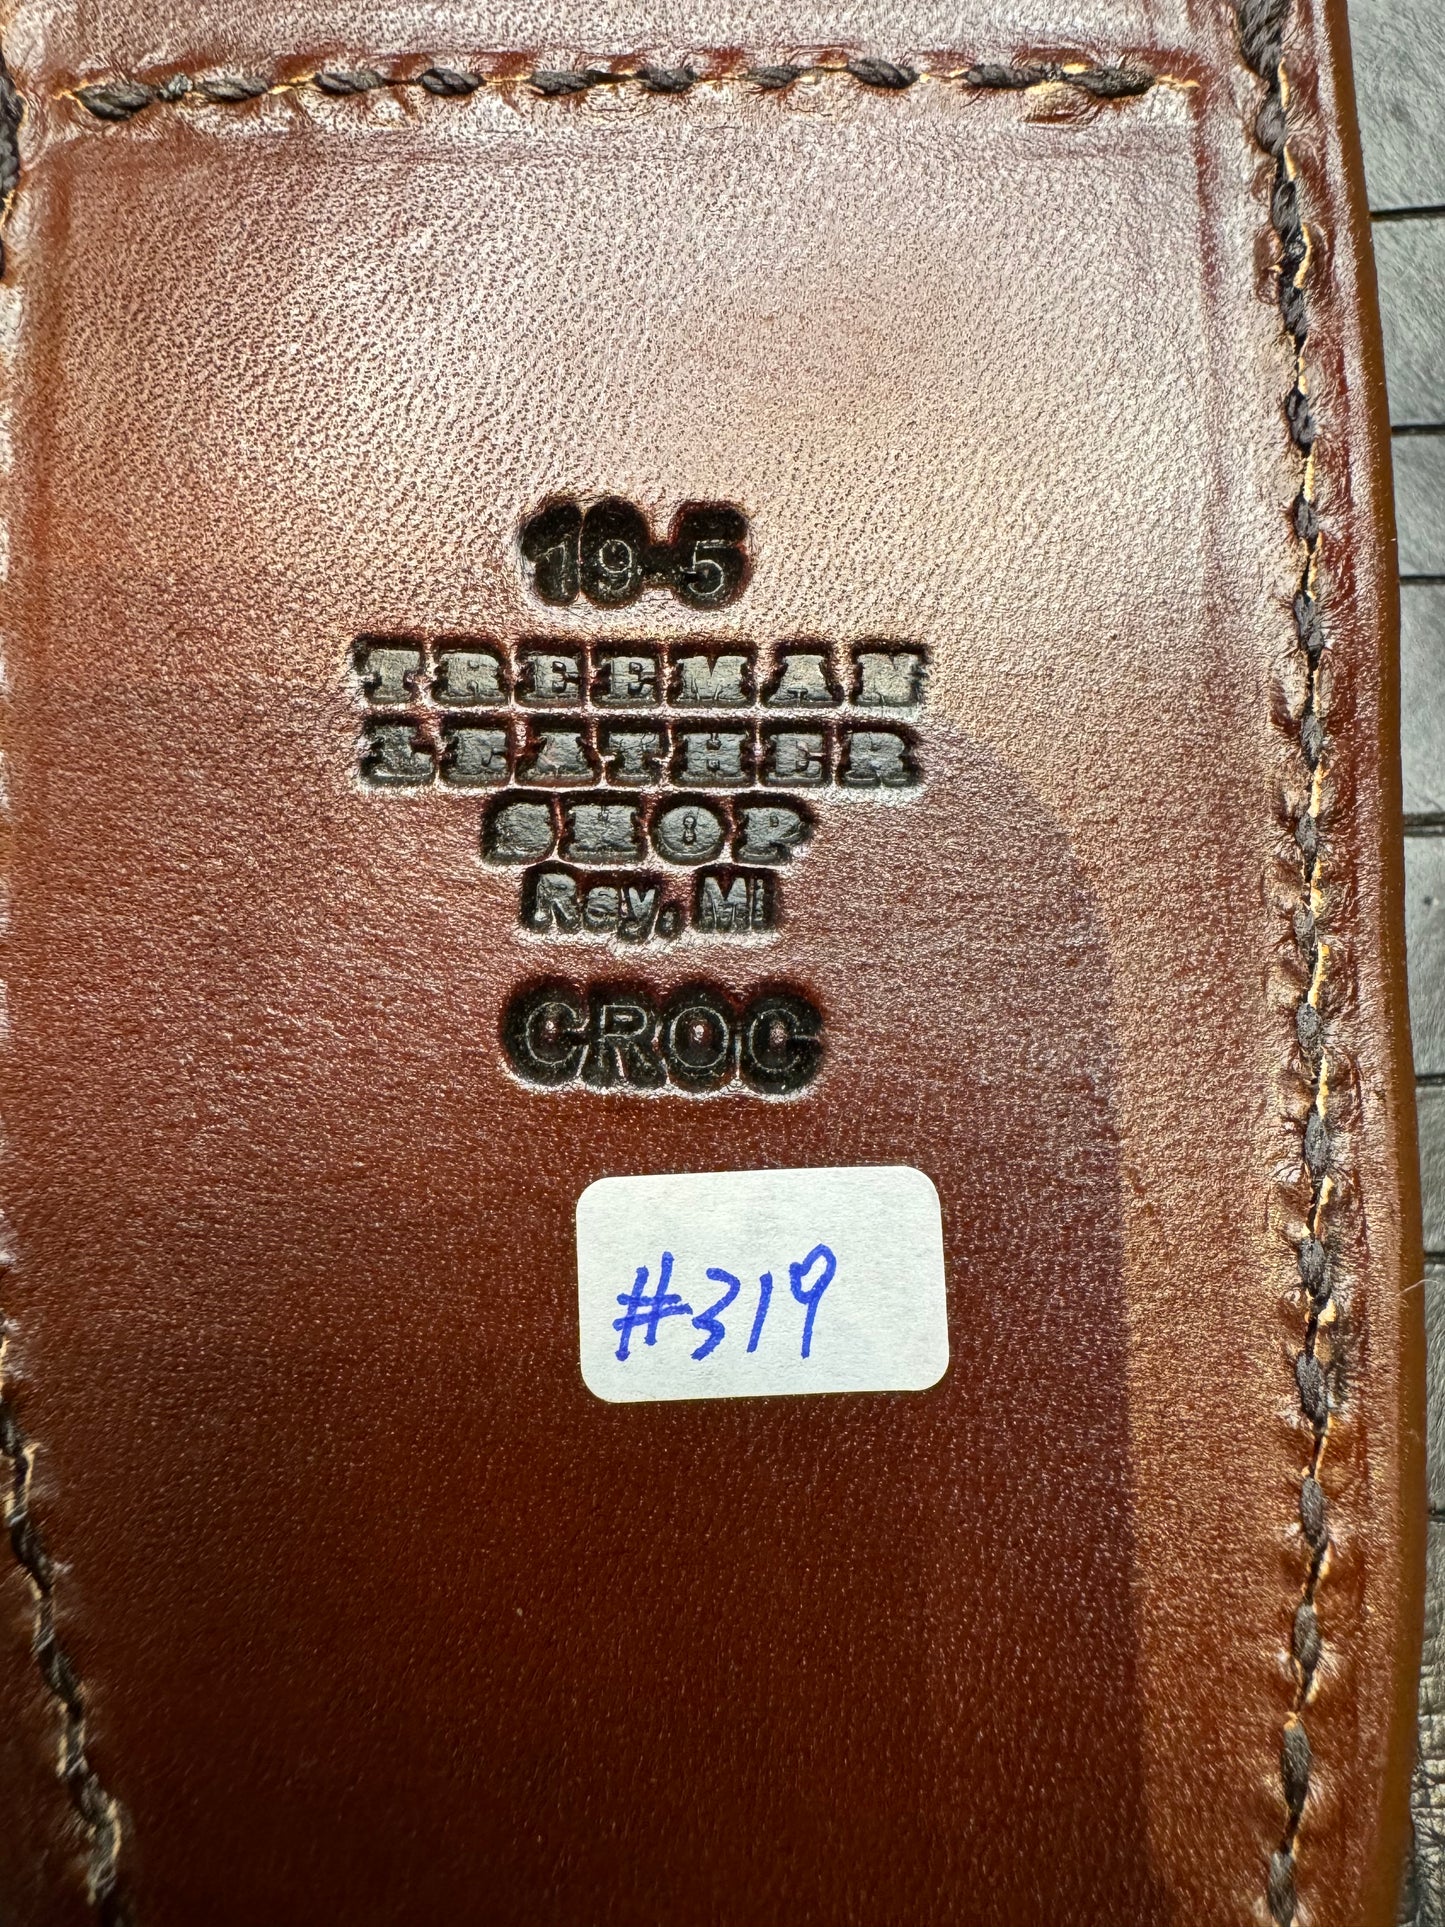 19-5
TREEMAN
LEATHER
SHOP
Ray, MI
CROC
#319